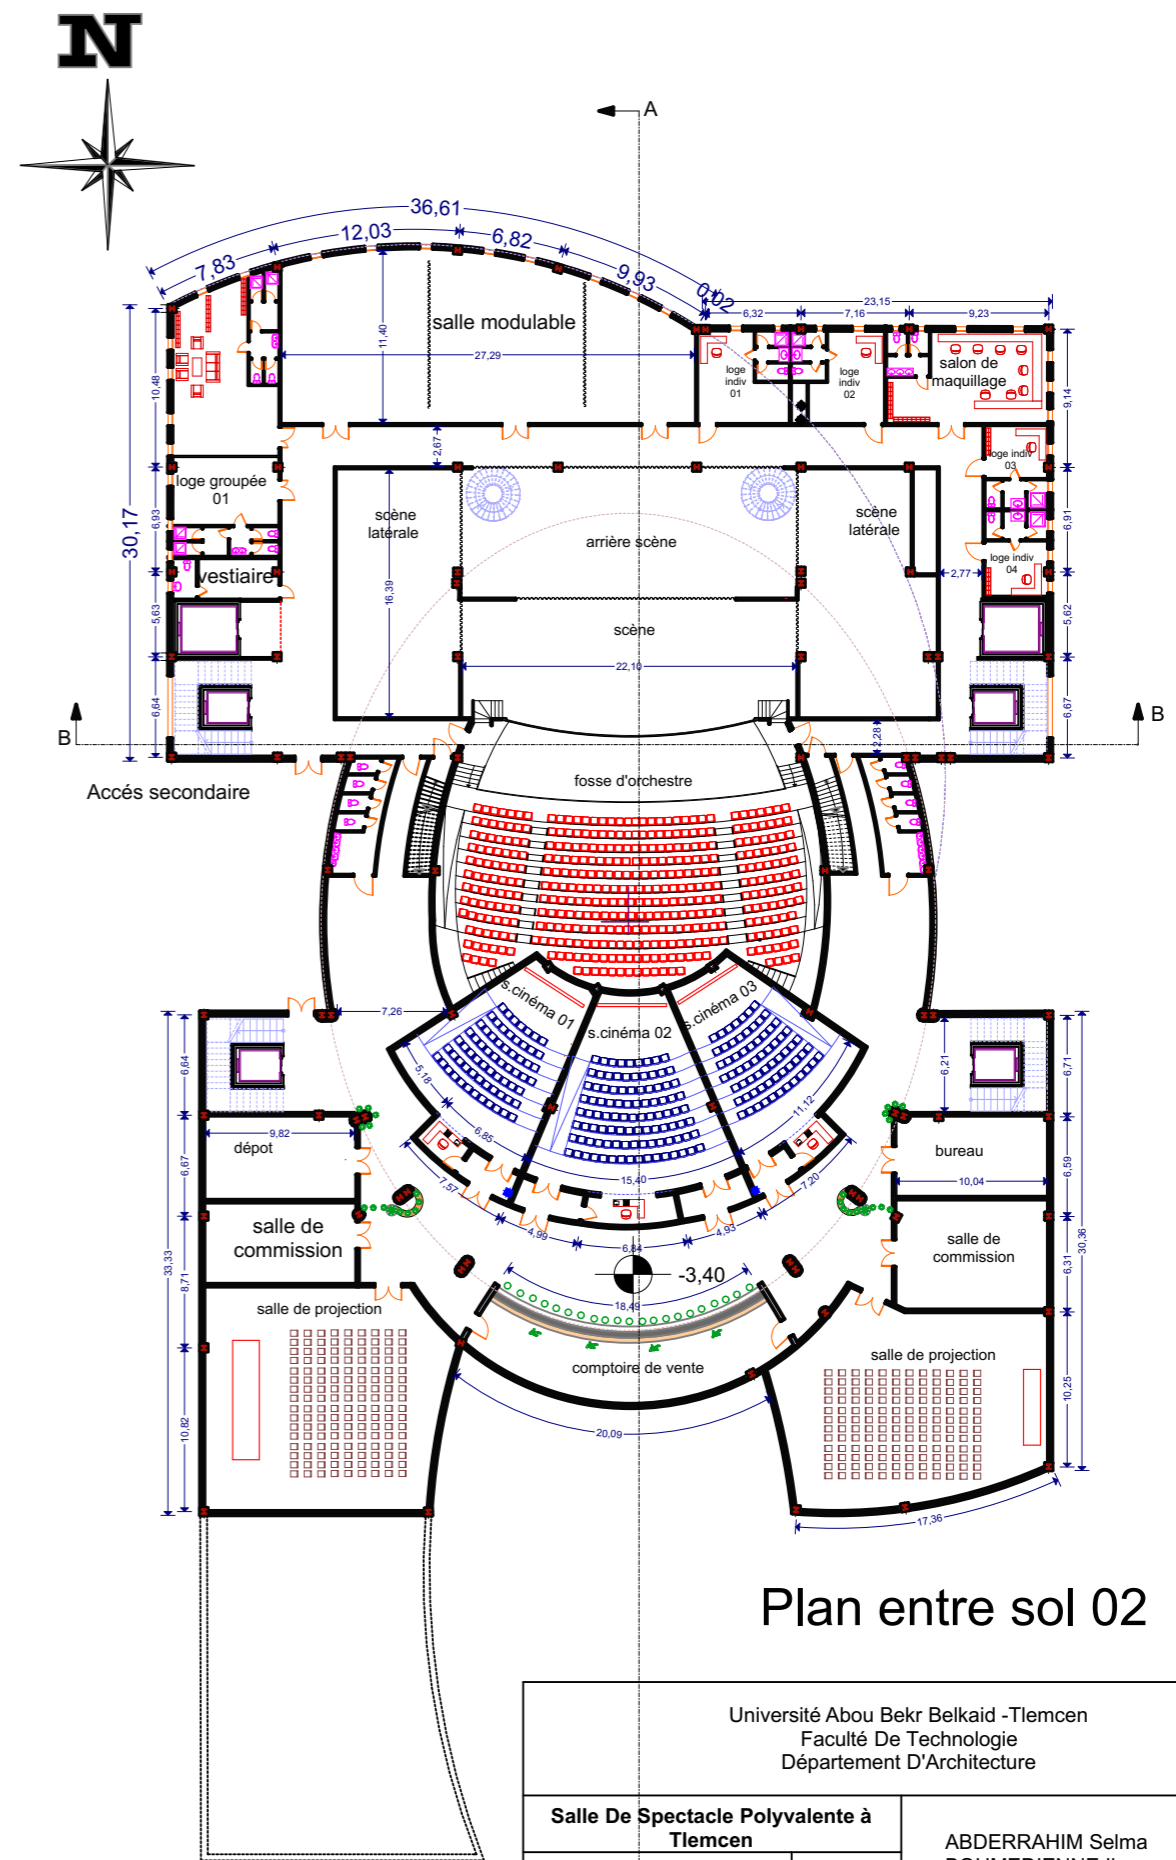 N
A
36,61
12,03
6,82
7,83
9,93
0,02
23,15
6,32
7,16
9,23
salle modulable
11,40
27,29
loge
indiv
01
loge
indiv
02
salon de
maquillage
10,48
9,14
2,67
loge indiv
03
loge groupée
01
scène
latérale
arrière scène
scène
latérale
6,93
6,91
30,17
16,39
loge indiv
04
vestiaire
2,77
5,63
5,62
scène
22,10
6,64
6,67
B
B
2,28
fosse d'orchestre
Accés secondaire
s.cinéma 01
s.cinéma 02
s.cinéma 03
7,26
6,64
6,21
6,71
5,18
11,12
6,85
9,82
dépot
bureau
15,40
10,04
6,67
6,59
7,57
7,20
33,33
30,36
salle de
commission
4,99
6,84
4,93
salle de
commission
8,71
6,31
-3,40
18,49
salle de projection
comptoire de vente
salle de projection
10,25
10,82
20,09
17,36
Plan entre sol 02
Université Abou Bekr Belkaid -Tlemcen
Faculté De Technologie
Département D'Architecture
Salle De Spectacle Polyvalente à
Tlemcen
ABDERRAHIM Selma